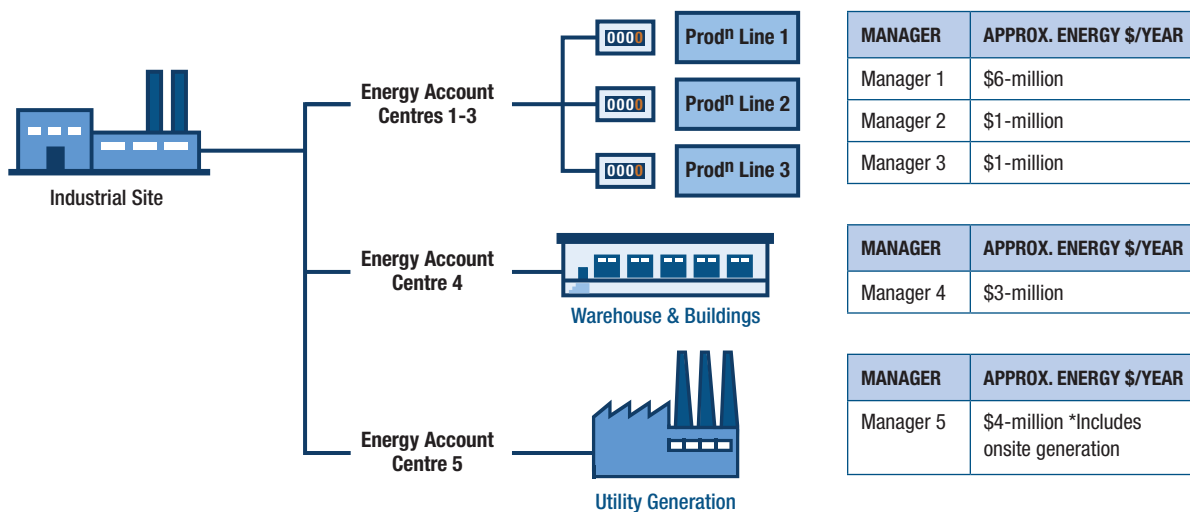 Industrial Site
Energy Account
Centres 1-3
0000
Prodⁿ Line 1
0000
Prodⁿ Line 2
0000
Prodⁿ Line 3
MANAGER APPROX. ENERGY $/YEAR
Manager 1 $6-million
Manager 2 $1-million
Manager 3 $1-million
Energy Account
Centre 4
Warehouse & Buildings
MANAGER APPROX. ENERGY $/YEAR
Manager 4 $3-million
Energy Account
Centre 5
Utility Generation
MANAGER APPROX. ENERGY $/YEAR
Manager 5 $4-million *Includes
onsite generation